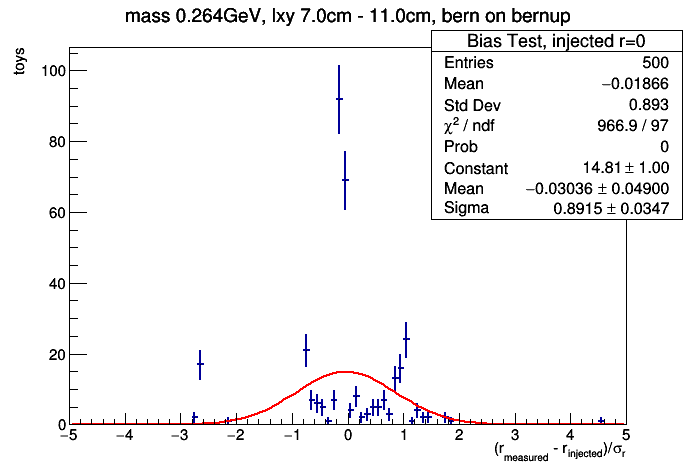 mass 0.264GeV, lxy 7.0cm - 11.0cm, bern on bernup
Bias Test, injected r=0
Entries 500
Mean −0.01866
Std Dev 0.893
χ² / ndf 966.9 / 97
Prob 0
Constant 14.81 ± 1.00
Mean −0.03036 ± 0.04900
Sigma 0.8915 ± 0.0347
toys
100
80
60
40
20
0
−5 −4 −3 −2 −1 0 1 2 3 4 5
(r_measured - r_injected)/σ_r